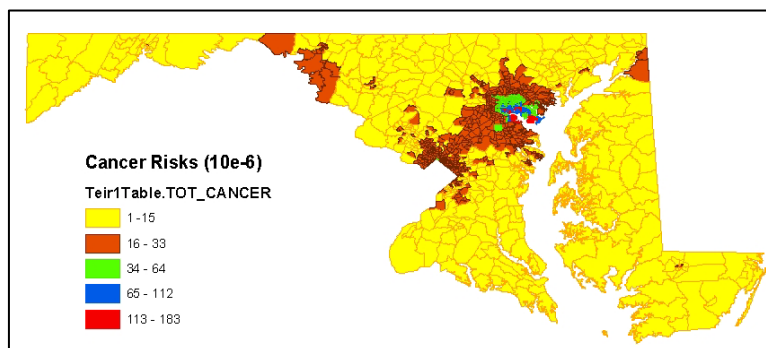 Cancer Risks (10e-6)
Teir1Table.TOT_CANCER
1 - 15
16 - 33
34 - 64
65 - 112
113 - 183